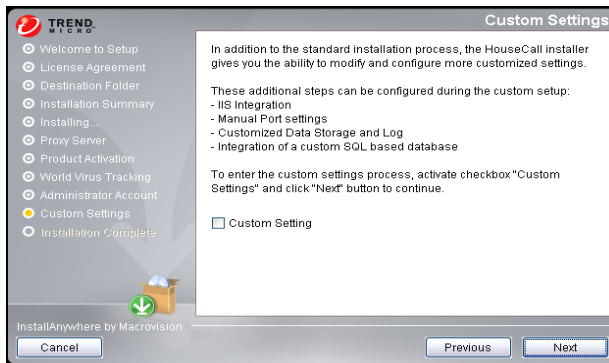 TREND
MICRO
Custom Settings
Welcome to Setup
License Agreement
Destination Folder
Installation Summary
Installing...
Proxy Server
Product Activation
World Virus Tracking
Administrator Account
Custom Settings
Installation Complete
In addition to the standard installation process, the HouseCall installer
gives you the ability to modify and configure more customized settings.
These additional steps can be configured during the custom setup:
- IIS Integration
- Manual Port settings
- Customized Data Storage and Log
- Integration of a custom SQL based database
To enter the custom settings process, activate checkbox "Custom
Settings" and click "Next" button to continue.
Custom Setting
InstallAnywhere by Macrovision
Cancel
Previous
Next